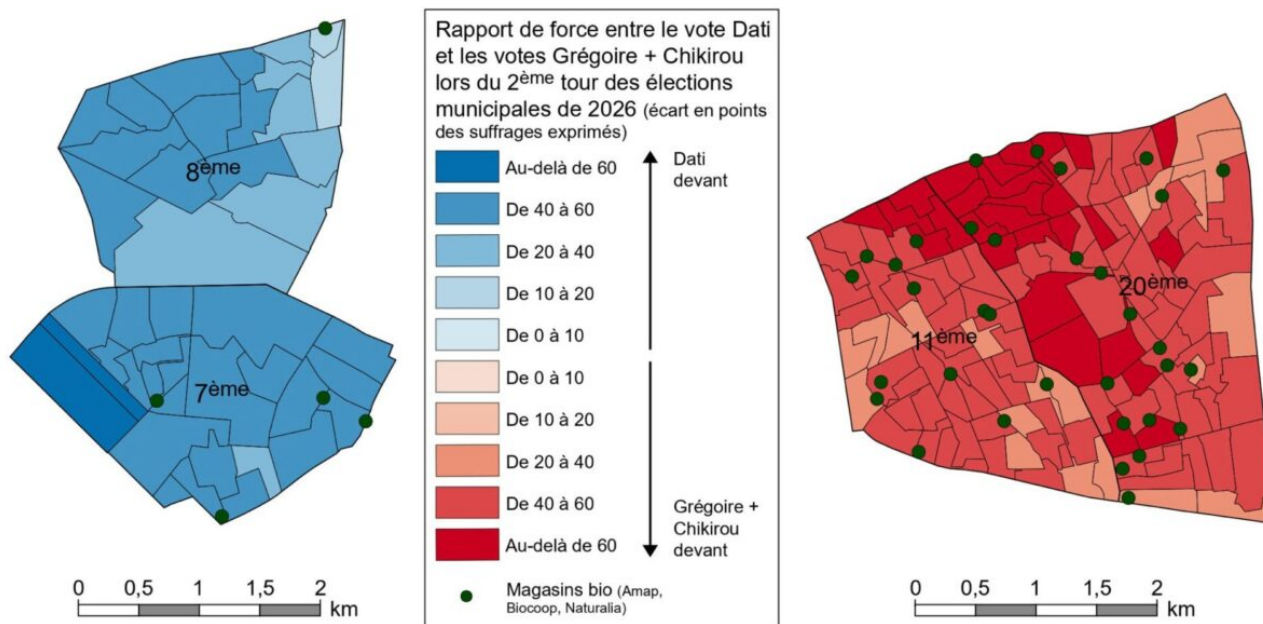 8ème
7ème
0 0,5 1 1,5 2
km
Rapport de force entre le vote Dati
et les votes Grégoire + Chikirou
lors du 2ème tour des élections
municipales de 2026 (écart en points
des suffrages exprimés)
Au-delà de 60
De 40 à 60
De 20 à 40
De 10 à 20
De 0 à 10
De 0 à 10
De 10 à 20
De 20 à 40
De 40 à 60
Au-delà de 60
Dati
devant
Grégoire +
Chikirou
devant
Magasins bio (Amap,
Biocoop, Naturalia)
20ème
11ème
0 0,5 1 1,5 2
km